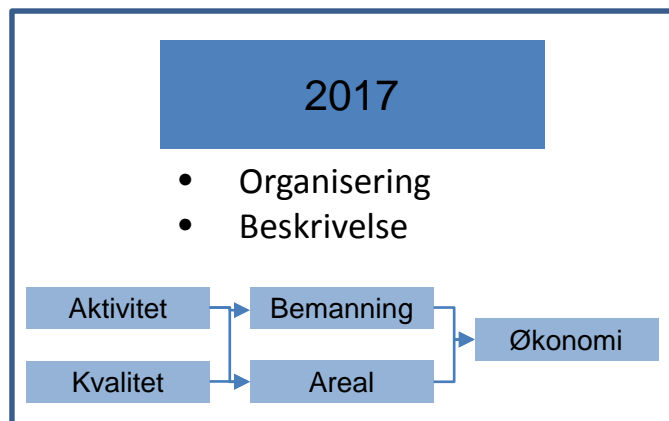 2017
• Organisering
• Beskrivelse
Aktivitet
Bemanning
Økonomi
Kvalitet
Areal